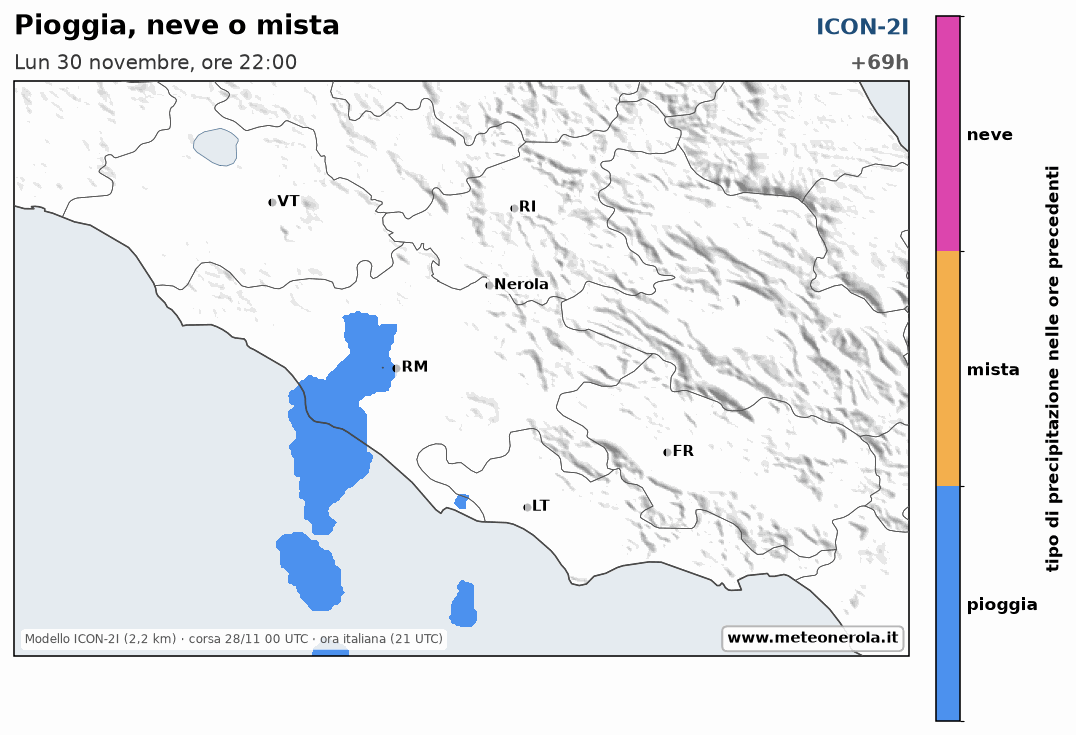 Pioggia, neve o mista
ICON-2I
Lun 30 novembre, ore 22:00
+69h
neve
VT
RI
Nerola
RM
mista
FR
LT
pioggia
tipo di precipitazione nelle ore precedenti
Modello ICON-2I (2,2 km) · corsa 28/11 00 UTC · ora italiana (21 UTC)
www.meteonerola.it